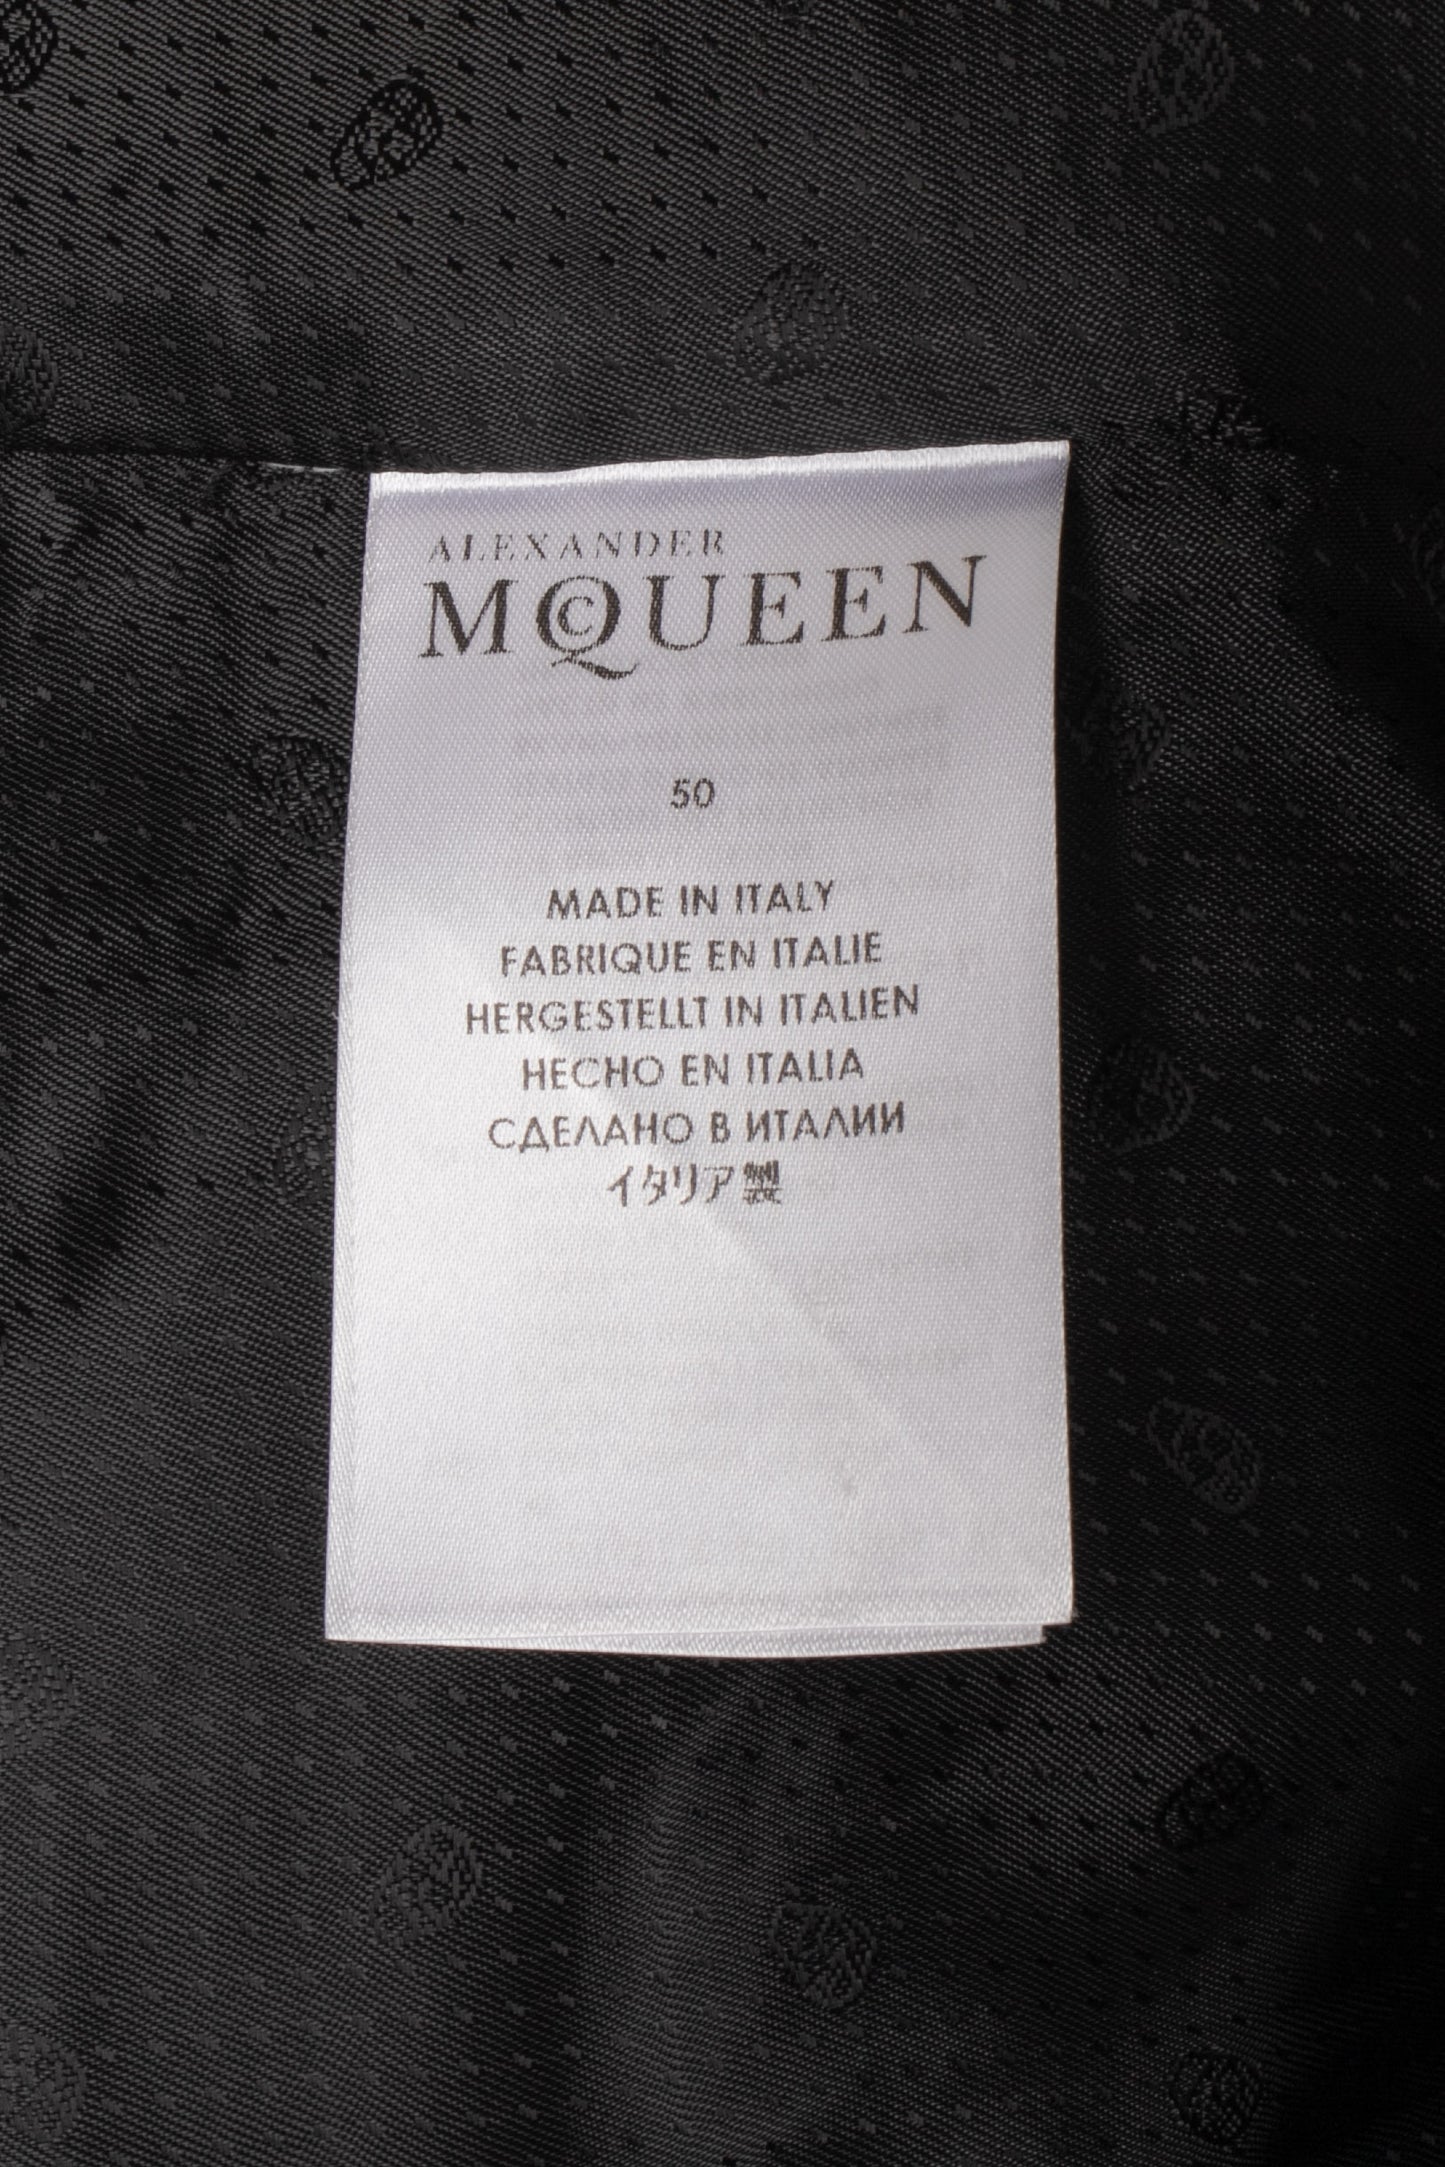 ALEXANDER
MCQUEEN
50
MADE IN ITALY
FABRIQUE EN ITALIE
HERGESTELLT IN ITALIEN
HECHO EN ITALIA
СДЕЛАНО В ИТАЛИИ
イタリア製